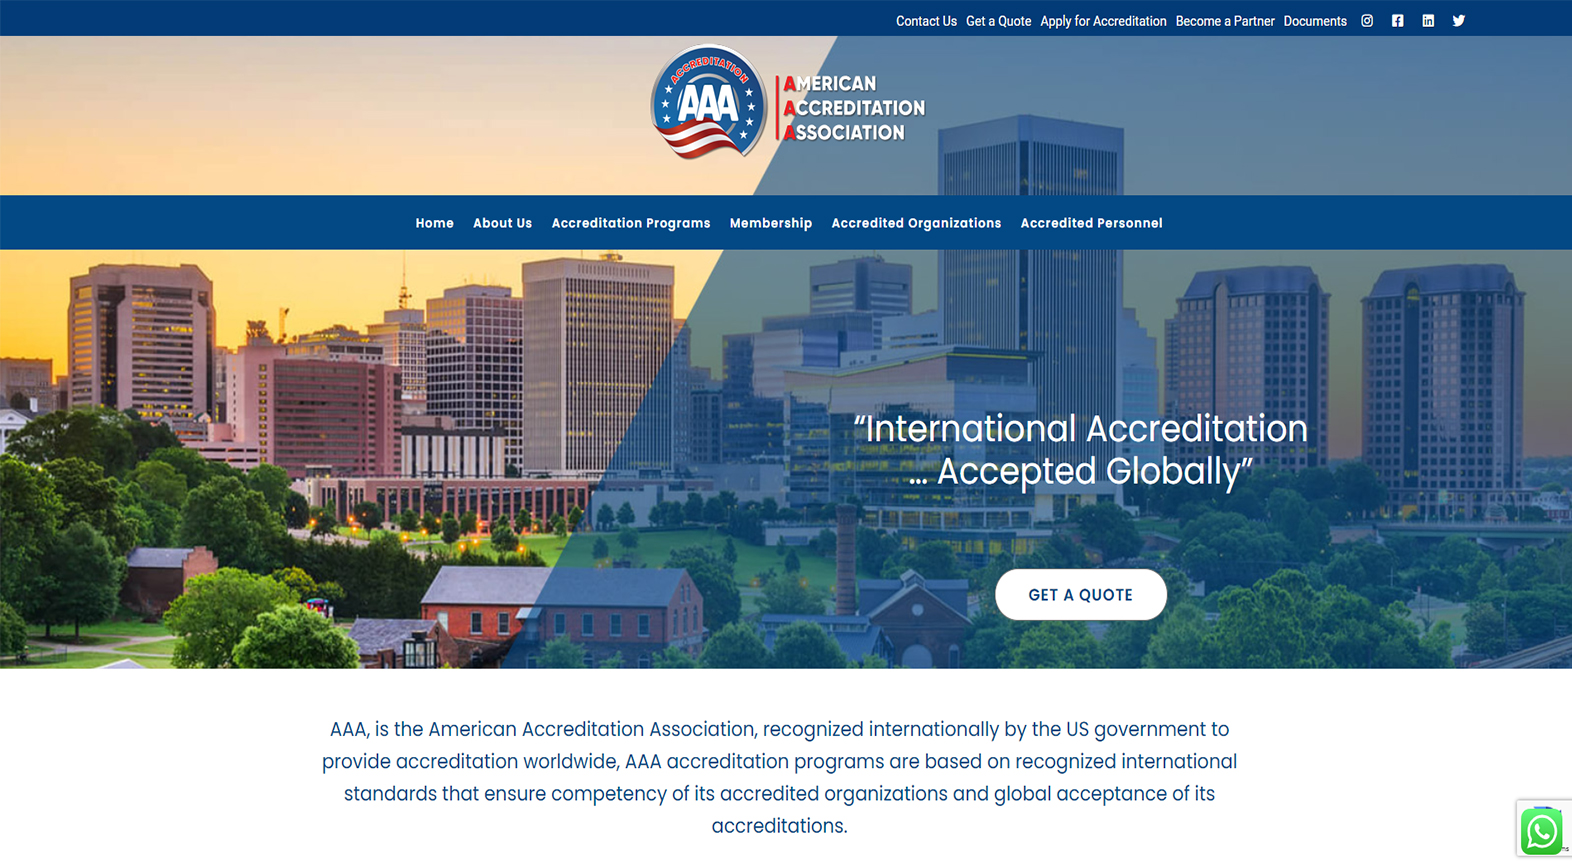 Contact Us Get a Quote Apply for Accreditation Become a Partner Documents
ACCREDITATION
AAA
AMERICAN
ACCREDITATION
ASSOCIATION
Home About Us Accreditation Programs Membership Accredited Organizations Accredited Personnel
“International Accreditation
... Accepted Globally”
GET A QUOTE
AAA, is the American Accreditation Association, recognized internationally by the US government to
provide accreditation worldwide, AAA accreditation programs are based on recognized international
standards that ensure competency of its accredited organizations and global acceptance of its
accreditations.